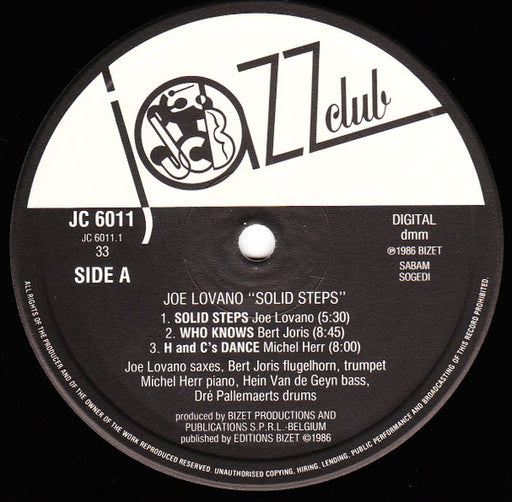 jazz club
JCB
JC 6011
JC 6011.1
33
SIDE A
DIGITAL
dmm
℗1986 BIZET
SABAM
SOGEDI
JOE LOVANO "SOLID STEPS"
1. SOLID STEPS Joe Lovano (5:30)
2. WHO KNOWS Bert Joris (8:45)
3. H and C's DANCE Michel Herr (8:00)
Joe Lovano saxes, Bert Joris flugelhorn, trumpet
Michel Herr piano, Hein Van de Geyn bass,
Dré Pallemaerts drums
produced by BIZET PRODUCTIONS AND
PUBLICATIONS S.P.R.L.-BELGIUM
published by EDITIONS BIZET ©1986
ALL RIGHTS OF THE PRODUCER AND OF THE OWNER OF THE WORK REPRODUCED RESERVED. UNAUTHORISED COPYING, HIRING, LENDING, PUBLIC PERFORMANCE AND BROADCASTING OF THIS RECORD PROHIBITED.